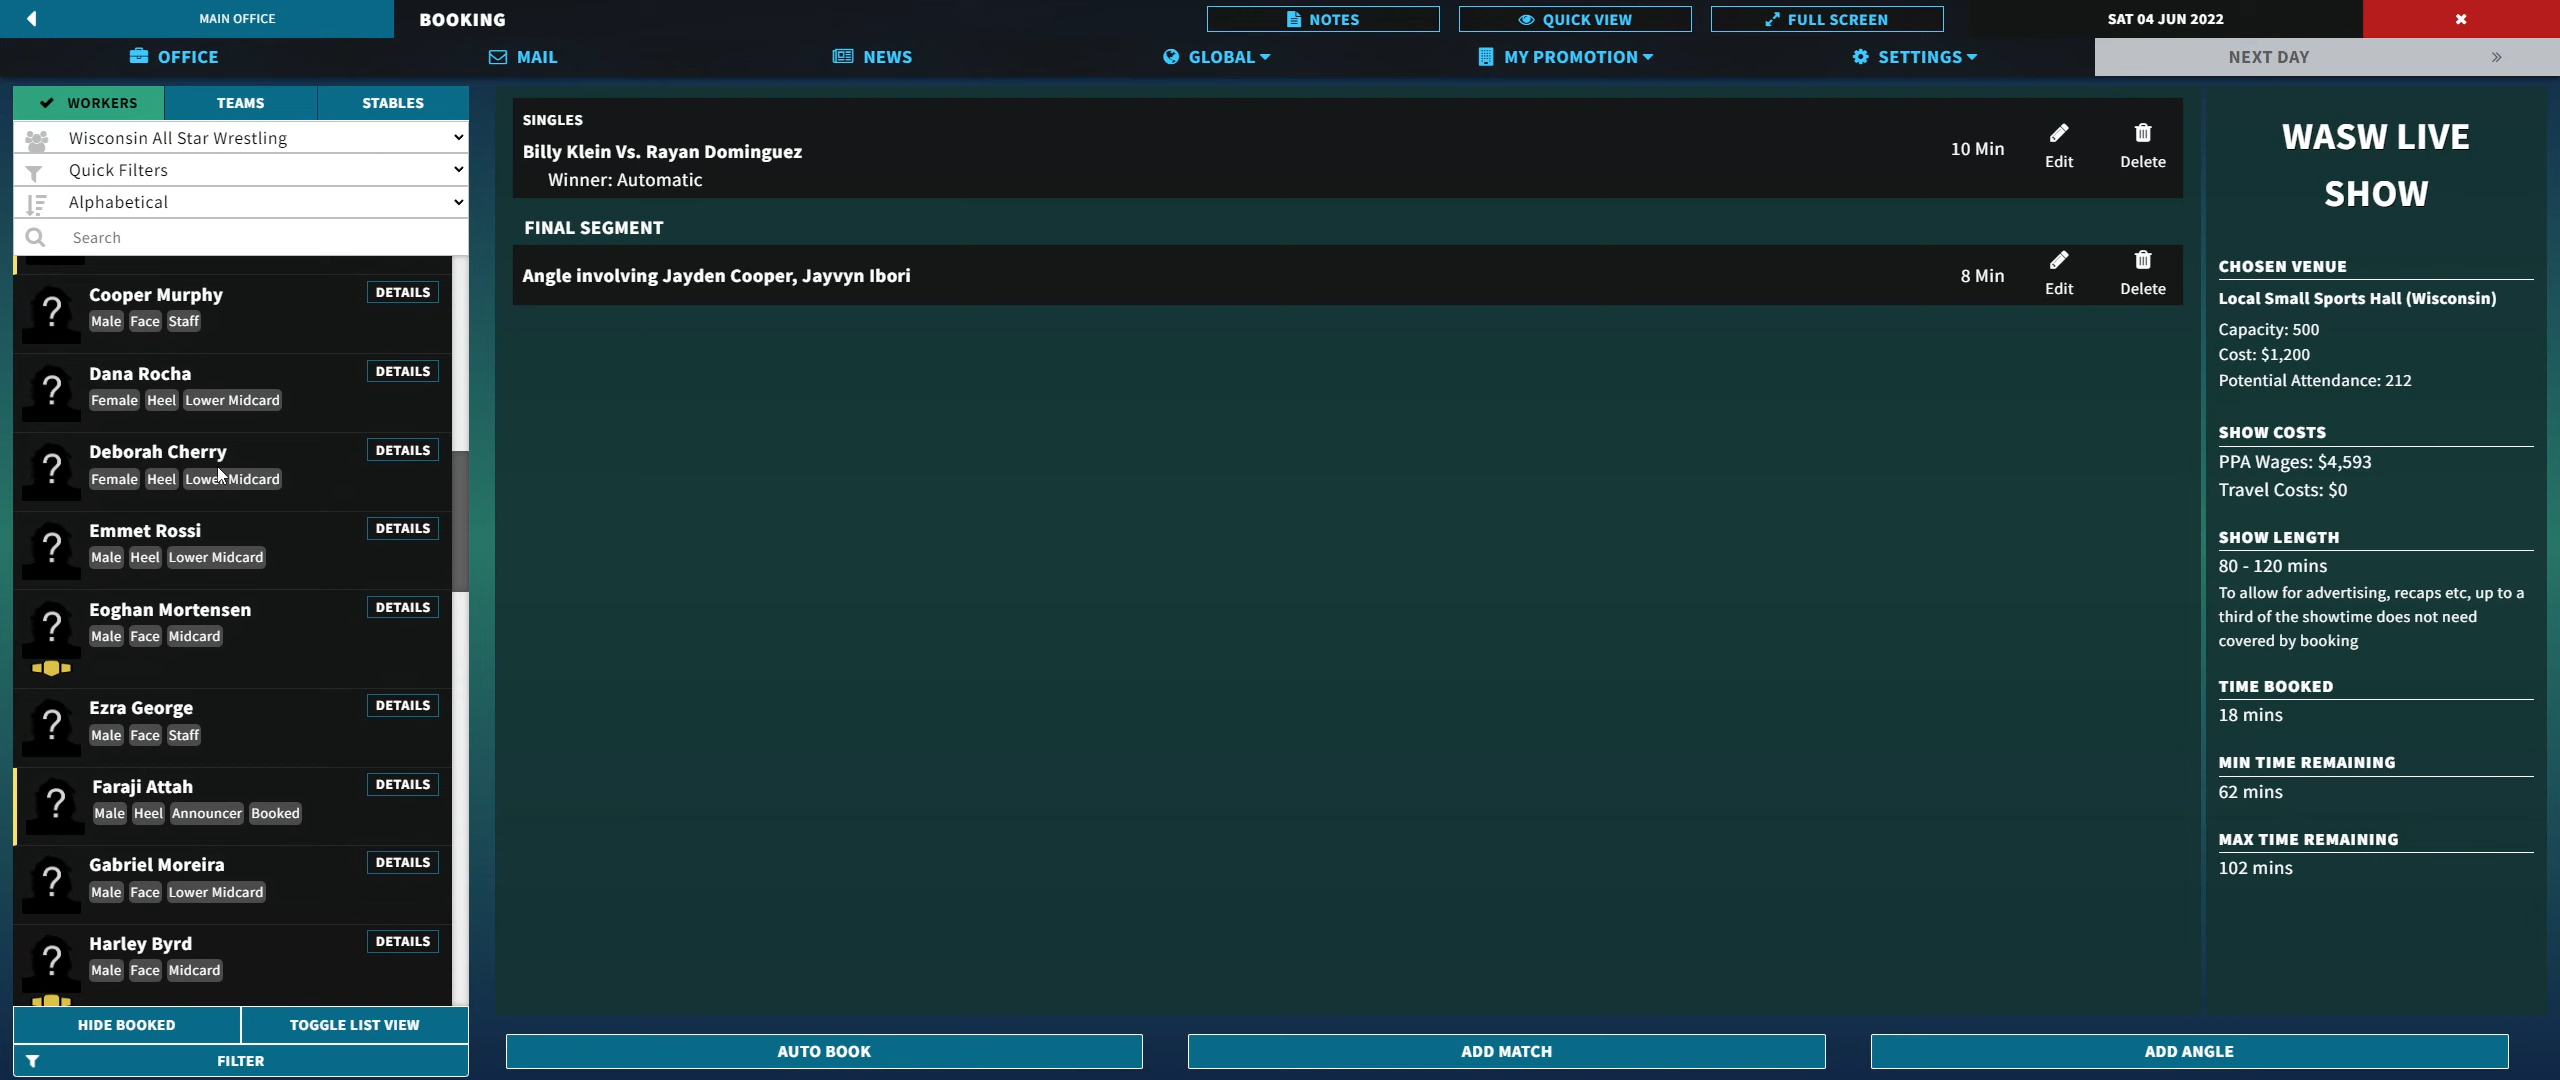 MAIN OFFICE
BOOKING
NOTES
QUICK VIEW
FULL SCREEN
SAT 04 JUN 2022
OFFICE
MAIL
NEWS
GLOBAL
MY PROMOTION
SETTINGS
NEXT DAY
WORKERS
TEAMS
STABLES
Wisconsin All Star Wrestling
Quick Filters
Alphabetical
Search
Cooper Murphy
DETAILS
Male Face Staff
Dana Rocha
DETAILS
Female Heel Lower Midcard
Deborah Cherry
DETAILS
Female Heel Lower Midcard
Emmet Rossi
DETAILS
Male Heel Lower Midcard
Eoghan Mortensen
DETAILS
Male Face Midcard
Ezra George
DETAILS
Male Face Staff
Faraji Attah
DETAILS
Male Heel Announcer Booked
Gabriel Moreira
DETAILS
Male Face Lower Midcard
Harley Byrd
DETAILS
Male Face Midcard
HIDE BOOKED
TOGGLE LIST VIEW
FILTER
SINGLES
Billy Klein Vs. Rayan Dominguez
Winner: Automatic
10 Min
Edit
Delete
FINAL SEGMENT
Angle involving Jayden Cooper, Jayvyn Ibori
8 Min
Edit
Delete
AUTO BOOK
ADD MATCH
ADD ANGLE
WASW LIVE
SHOW
CHOSEN VENUE
Local Small Sports Hall (Wisconsin)
Capacity: 500
Cost: $1,200
Potential Attendance: 212
SHOW COSTS
PPA Wages: $4,593
Travel Costs: $0
SHOW LENGTH
80 - 120 mins
To allow for advertising, recaps etc, up to a
third of the showtime does not need
covered by booking
TIME BOOKED
18 mins
MIN TIME REMAINING
62 mins
MAX TIME REMAINING
102 mins